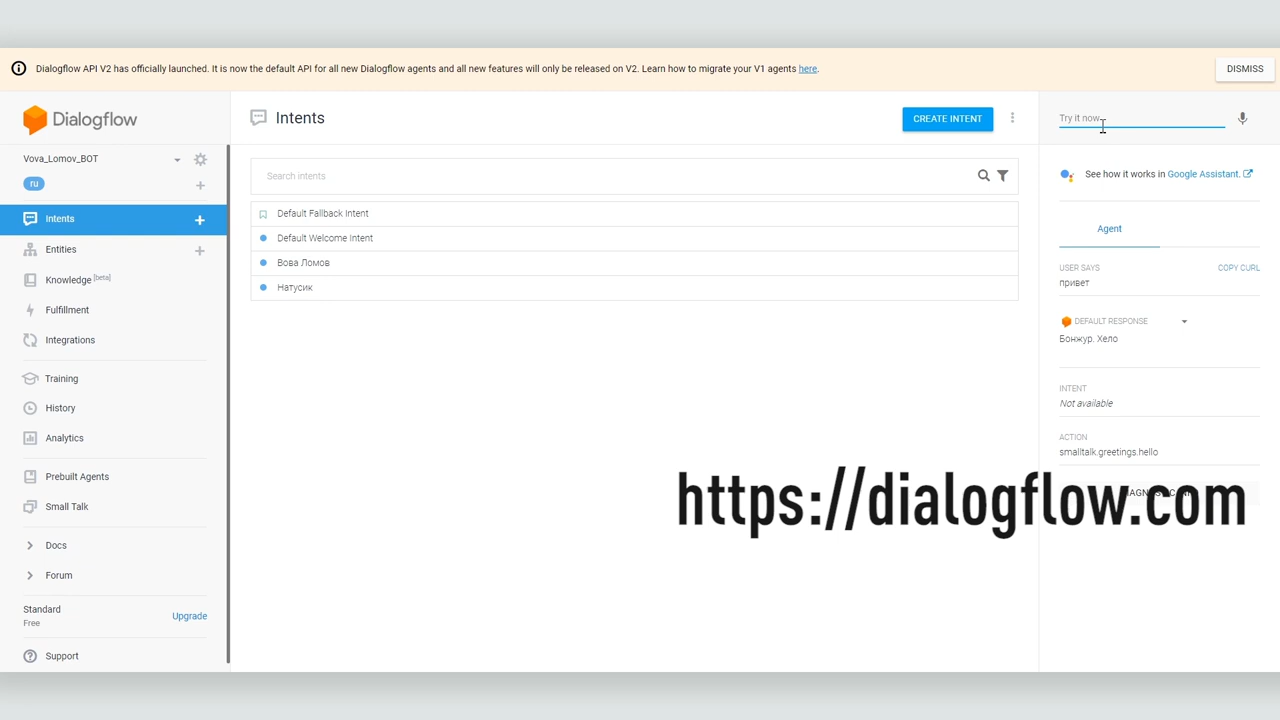 Dialogflow API V2 has officially launched. It is now the default API for all new Dialogflow agents and all new features will only be released on V2. Learn how to migrate your V1 agents here.
DISMISS
Dialogflow
Intents
CREATE INTENT
Try it now
Vova_Lomov_BOT
ru
Search intents
See how it works in Google Assistant.
Intents
Default Fallback Intent
Default Welcome Intent
Вова Ломов
Натусик
Agent
Entities
Knowledge [beta]
Fulfillment
Integrations
USER SAYS
COPY CURL
привет
DEFAULT RESPONSE
Бонжур. Хело
Training
History
Analytics
INTENT
Not available
ACTION
smalltalk.greetings.hello
Prebuilt Agents
Small Talk
https://dialogflow.com
Docs
Forum
Standard
Free
Upgrade
Support